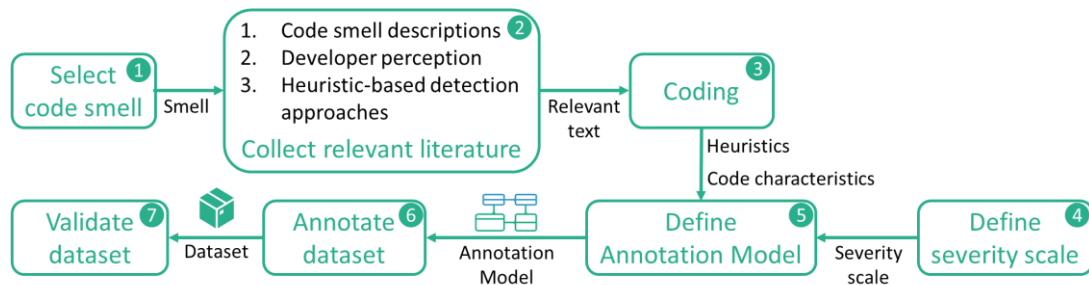 Select
code smell
1
Smell
1. Code smell descriptions
2. Developer perception
3. Heuristic-based detection
approaches
2
Collect relevant literature
Relevant
text
3
Coding
Heuristics
Code characteristics
Define
severity scale
4
Severity
scale
Define
Annotation Model
5
Annotation
Model
Annotate
dataset
6
Dataset
Validate
dataset
7